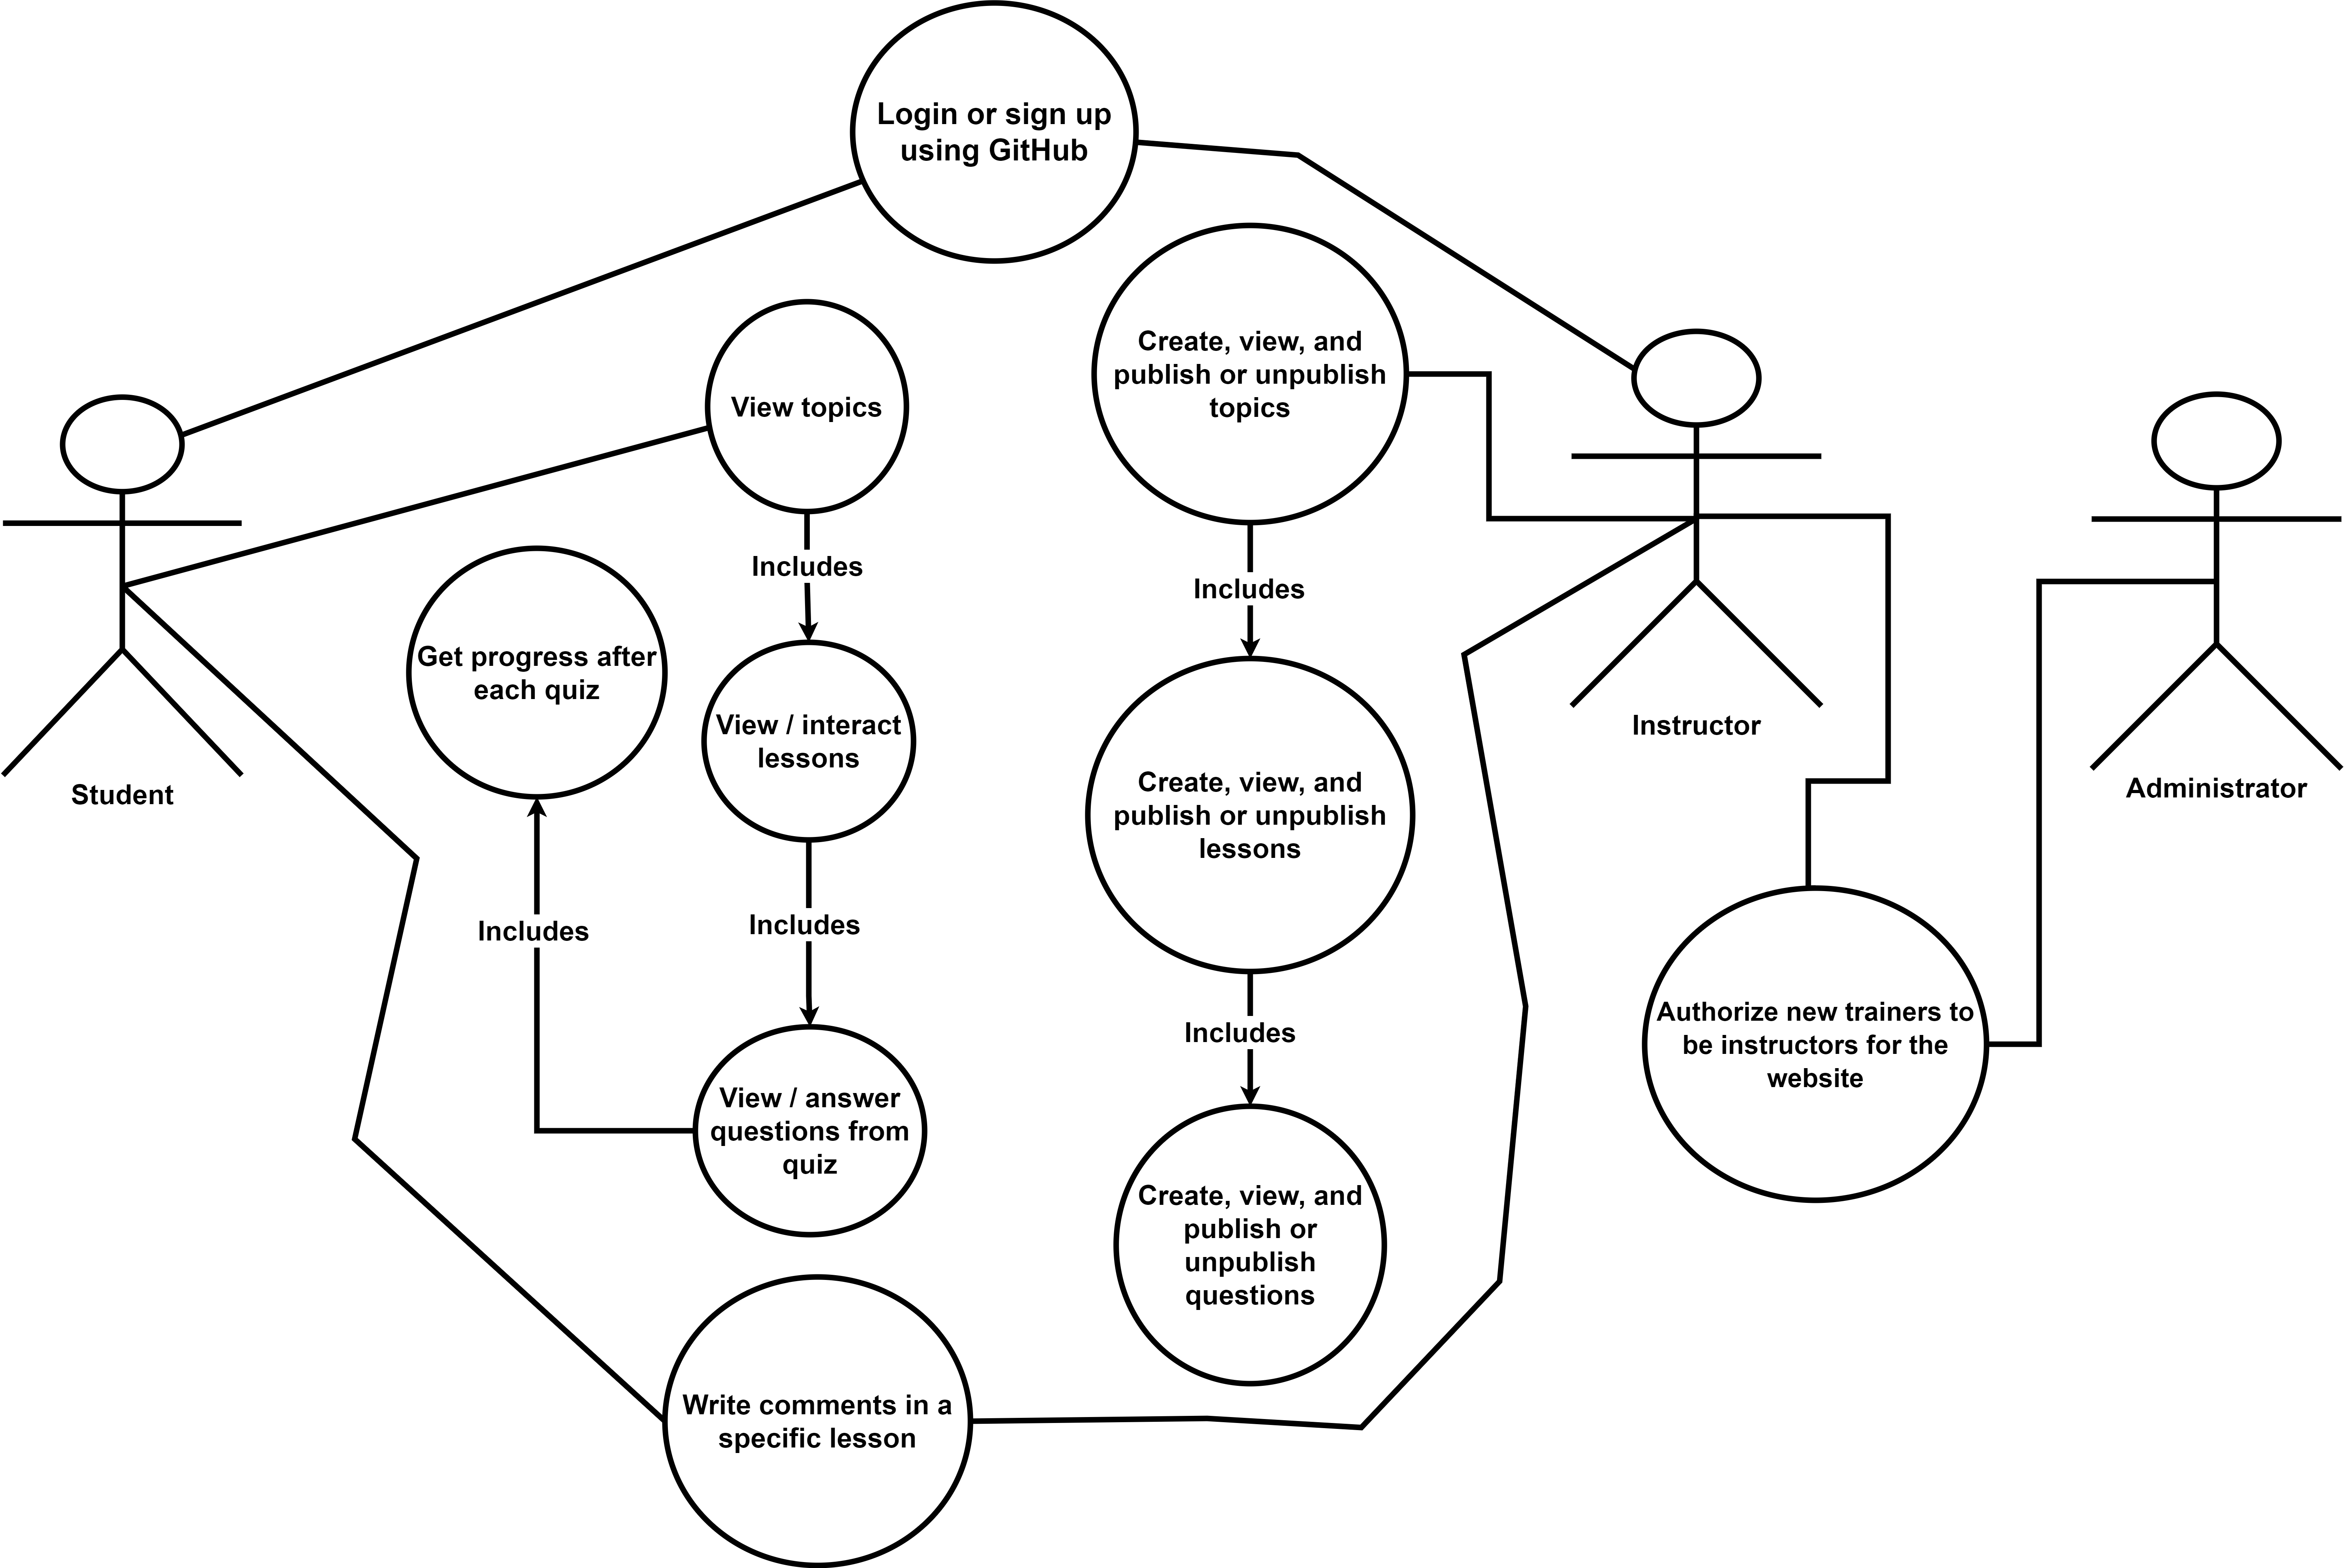 Login or sign up
using GitHub
Create, view, and
publish or unpublish
topics
View topics
Includes
Includes
Get progress after
each quiz
View / interact
lessons
Instructor
Student
Create, view, and
publish or unpublish
lessons
Administrator
Includes
Includes
Includes
Authorize new trainers to
be instructors for the
website
View / answer
questions from
quiz
Create, view, and
publish or
unpublish
questions
Write comments in a
specific lesson